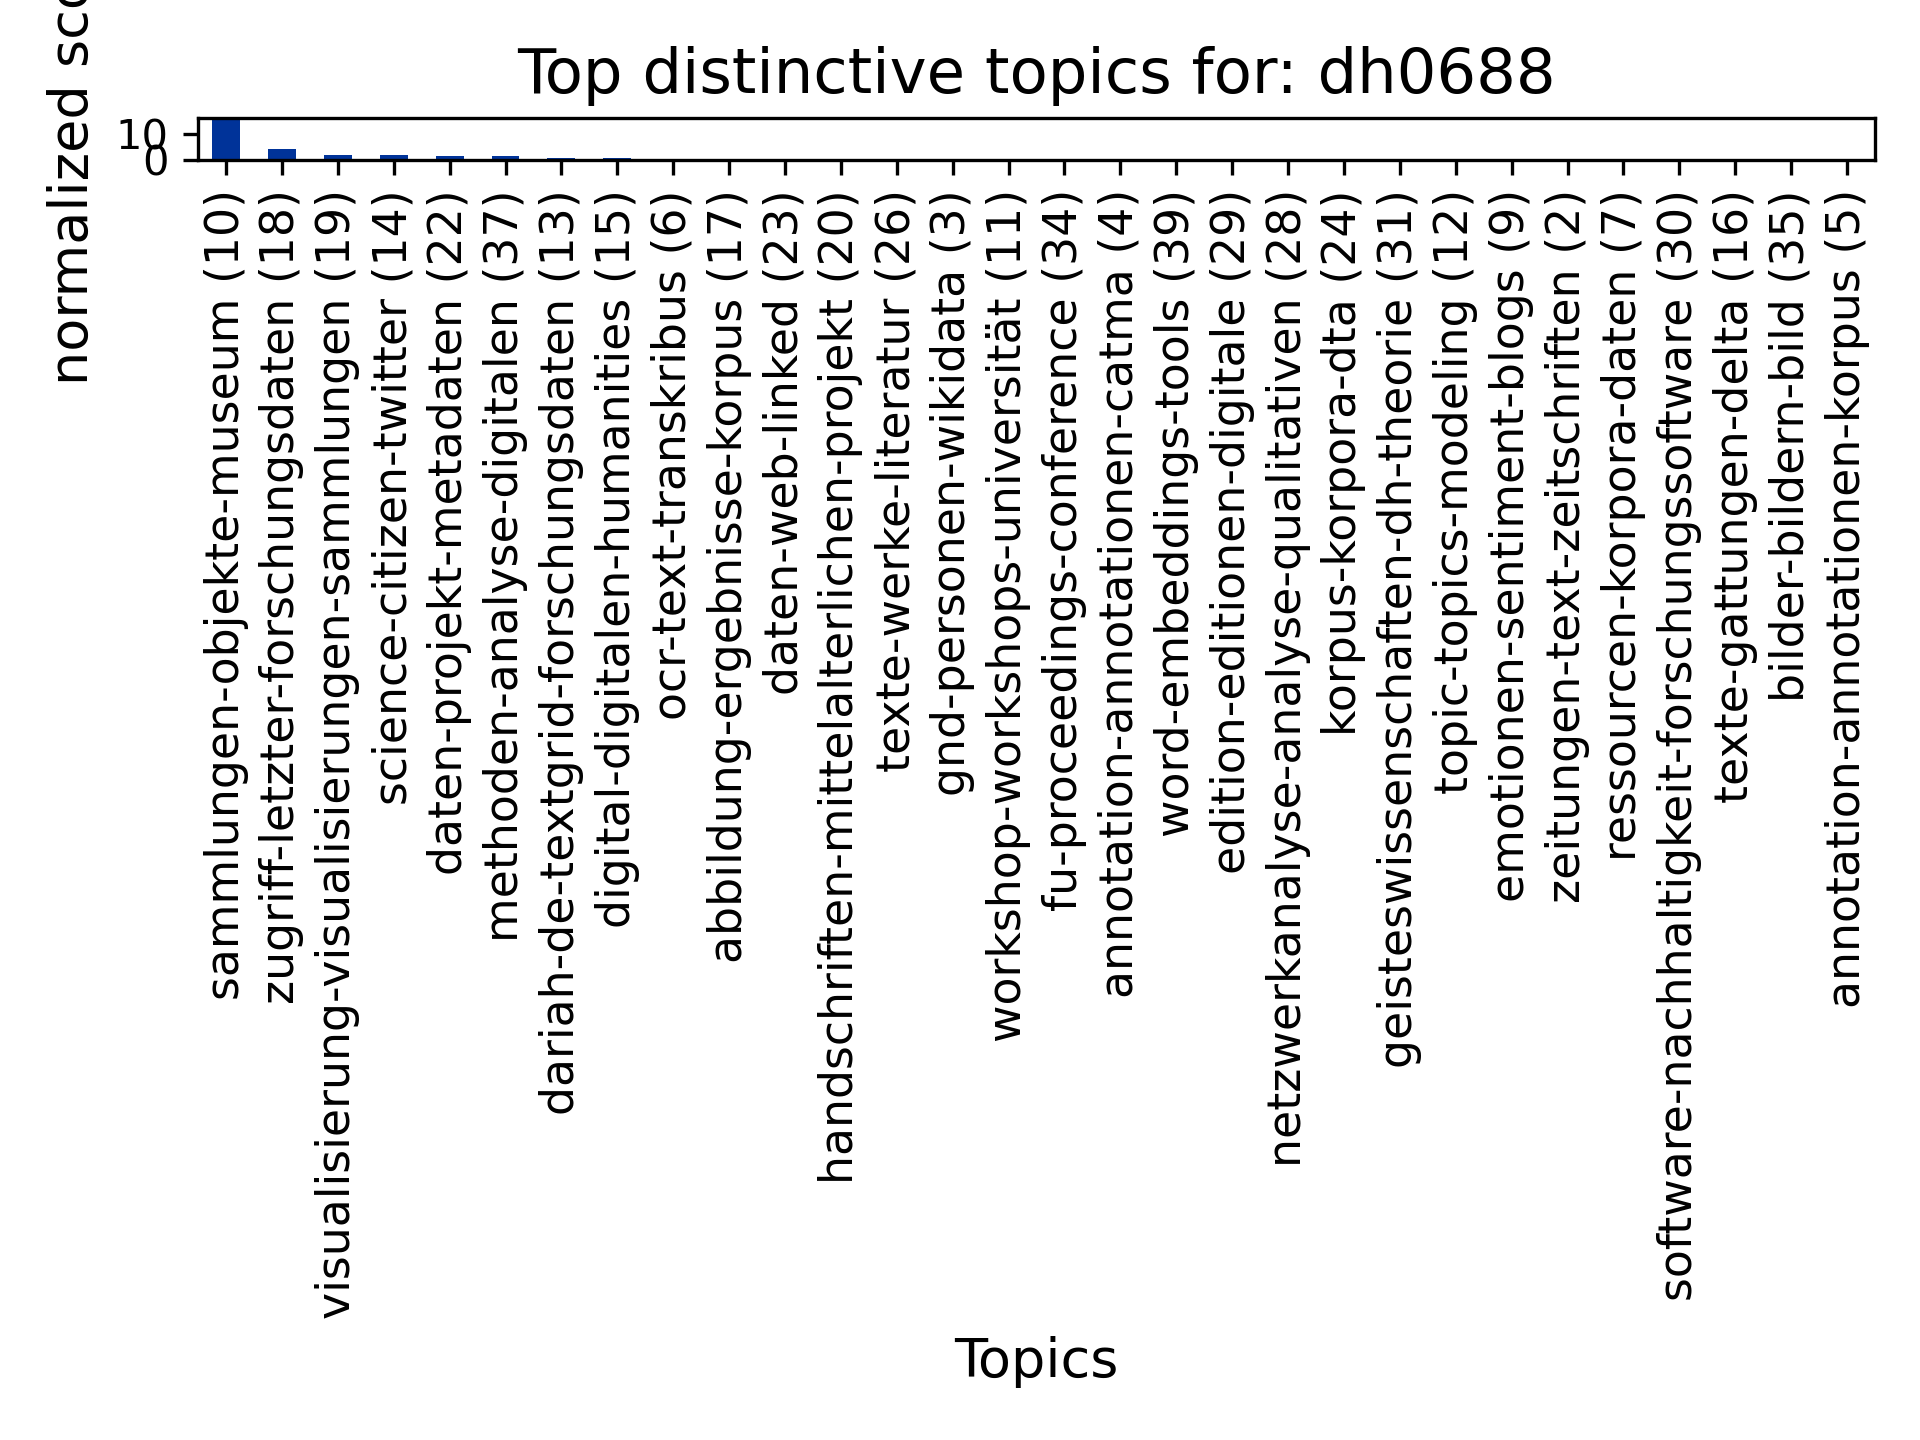 Top distinctive topics for: dh0688
normalized sco
10
0
sammlungen-objekte-museum (10)
zugriff-letzter-forschungsdaten (18)
visualisierung-visualisierungen-sammlungen (19)
science-citizen-twitter (14)
daten-projekt-metadaten (22)
methoden-analyse-digitalen (37)
dariah-de-textgrid-forschungsdaten (13)
digital-digitalen-humanities (15)
ocr-text-transkribus (6)
abbildung-ergebnisse-korpus (17)
daten-web-linked (23)
handschriften-mittelalterlichen-projekt (20)
texte-werke-literatur (26)
gnd-personen-wikidata (3)
workshop-workshops-universität (11)
fu-proceedings-conference (34)
annotation-annotationen-catma (4)
word-embeddings-tools (39)
edition-editionen-digitale (29)
netzwerkanalyse-analyse-qualitativen (28)
korpus-korpora-dta (24)
geisteswissenschaften-dh-theorie (31)
topic-topics-modeling (12)
emotionen-sentiment-blogs (9)
zeitungen-text-zeitschriften (2)
ressourcen-korpora-daten (7)
software-nachhaltigkeit-forschungssoftware (30)
texte-gattungen-delta (16)
bilder-bildern-bild (35)
annotation-annotationen-korpus (5)
Topics